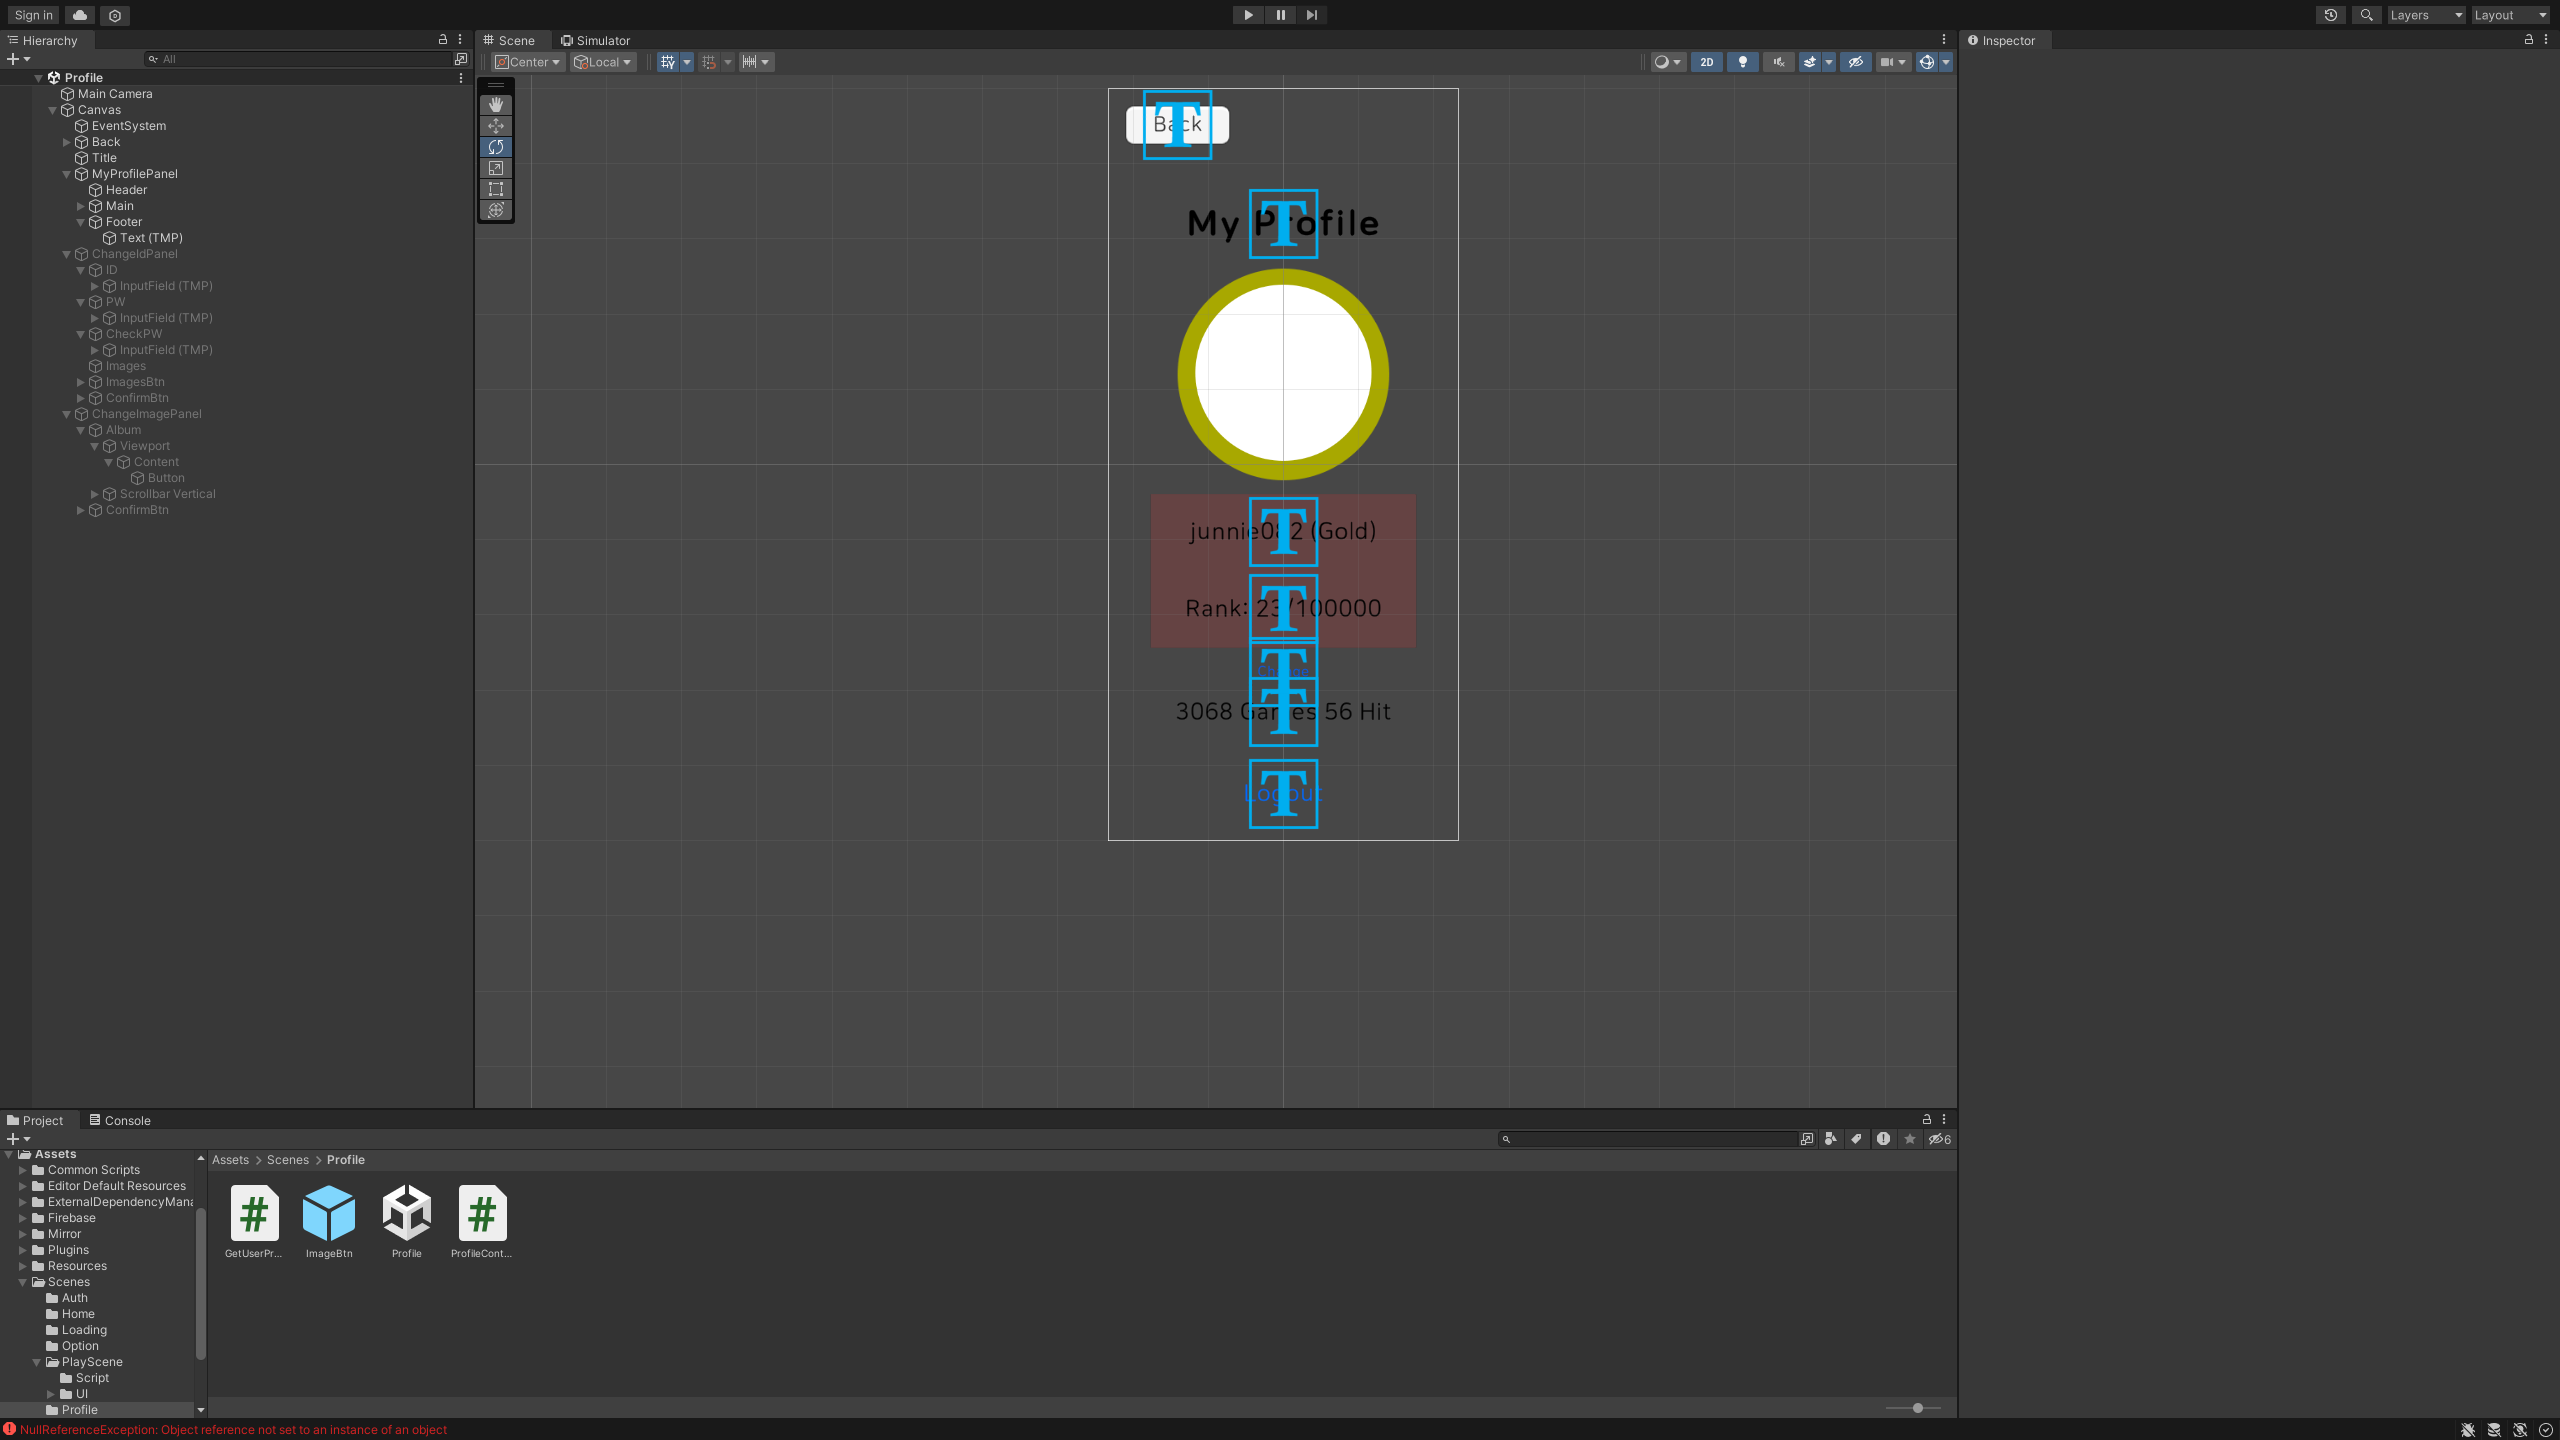 Sign in
Layers
Layout
Hierarchy
All
Profile
Main Camera
Canvas
EventSystem
Back
Title
MyProfilePanel
Header
Main
Footer
Text (TMP)
ChangeIdPanel
ID
InputField (TMP)
PW
InputField (TMP)
CheckPW
InputField (TMP)
Images
ImagesBtn
ConfirmBtn
ChangeImagePanel
Album
Viewport
Content
Button
Scrollbar Vertical
ConfirmBtn
Scene
Simulator
Center
Local
2D
Back
My Profile
junnie082 (Gold)
Rank: 23/100000
3068 Games 56 Hit
Logout
Inspector
Project
Console
6
Assets
Common Scripts
Editor Default Resources
ExternalDependencyMana
Firebase
Mirror
Plugins
Resources
Scenes
Auth
Home
Loading
Option
PlayScene
Script
UI
Profile
Assets > Scenes > Profile
GetUserPr...
ImageBtn
Profile
ProfileCont...
NullReferenceException: Object reference not set to an instance of an object